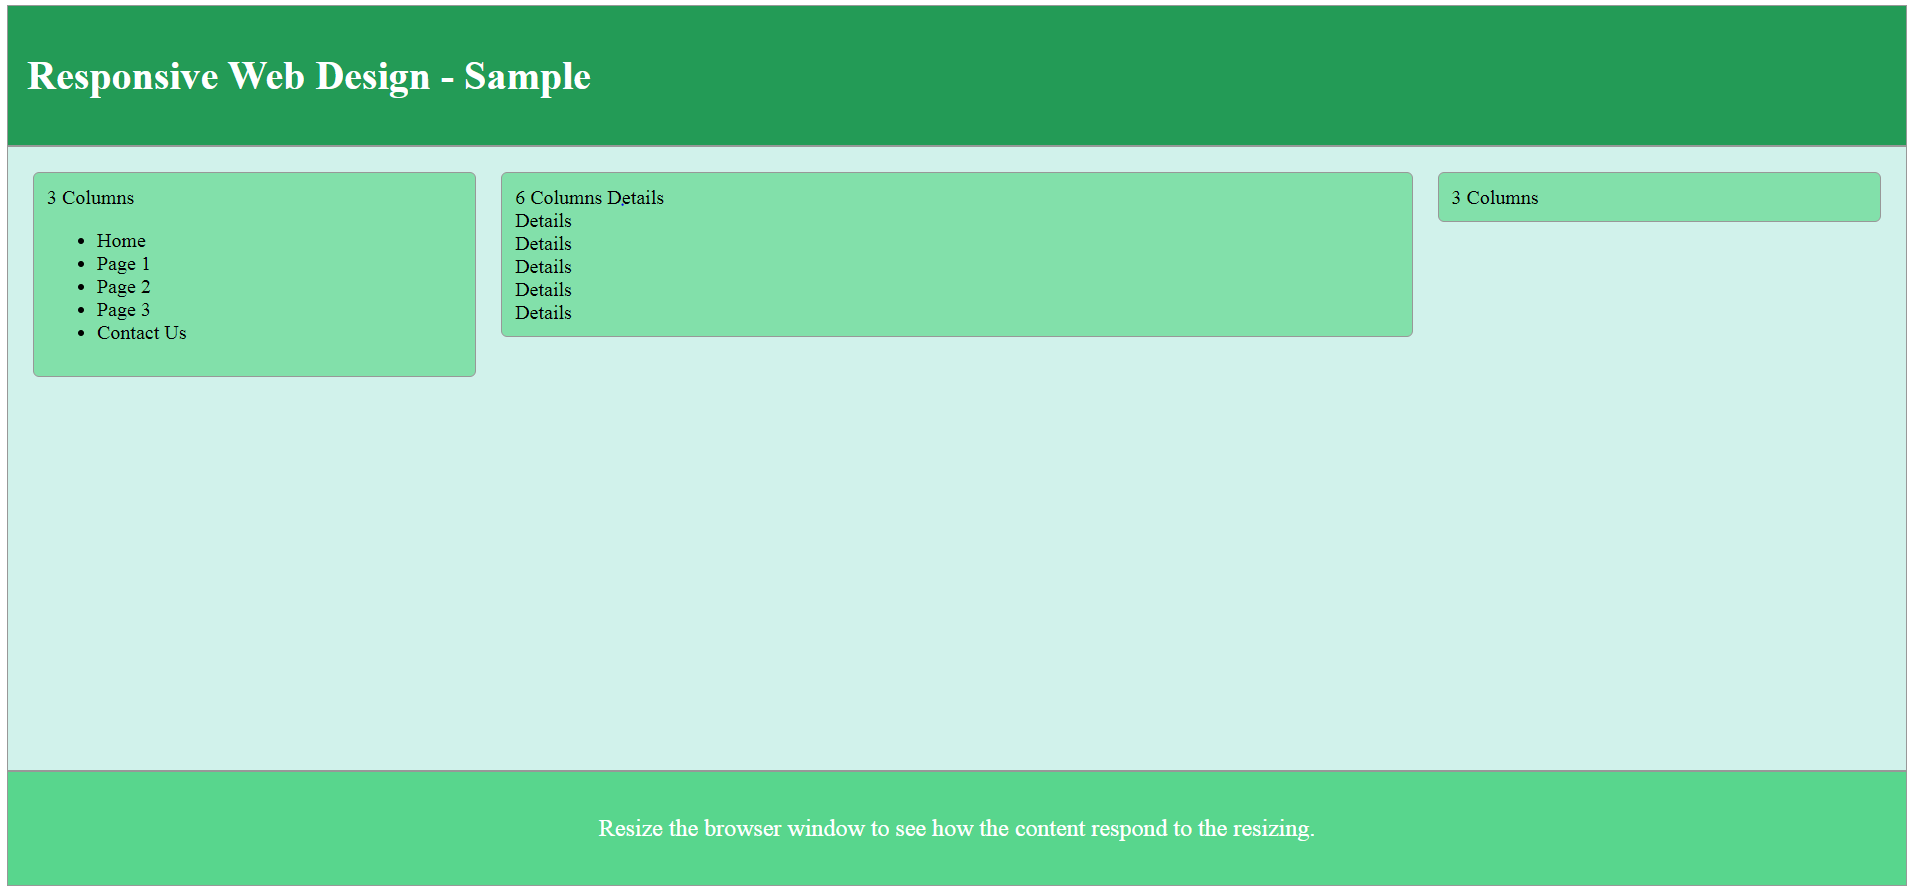 Responsive Web Design - Sample
3 Columns
Home
Page 1
Page 2
Page 3
Contact Us
6 Columns Details
Details
Details
Details
Details
Details
3 Columns
Resize the browser window to see how the content respond to the resizing.